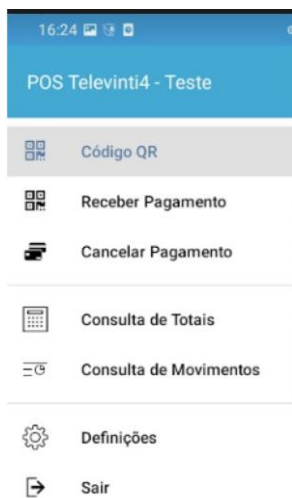 16:24
POS Televinti4 - Teste
Código QR
Receber Pagamento
Cancelar Pagamento
Consulta de Totais
Consulta de Movimentos
Definições
Sair